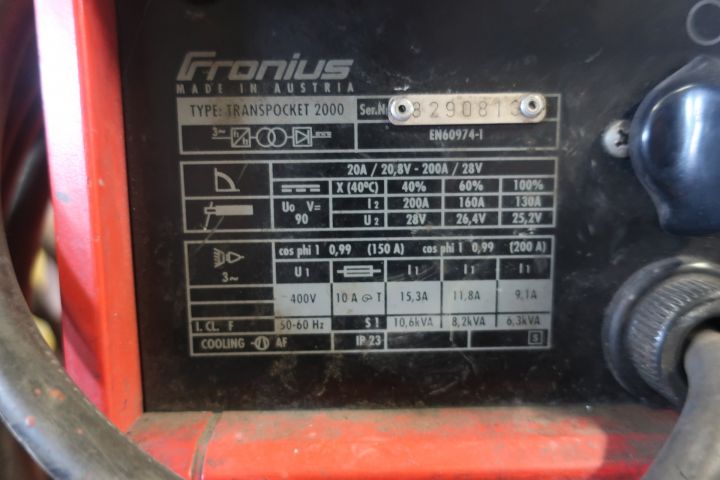 Fronius
MADE IN AUSTRIA
TYPE: TRANSPOCKET 2000 Ser.Nr 8290813
3~ EN60974-1
20A / 20,8V - 200A / 28V
X (40°C) 40% 60% 100%
Uo V= I2 200A 160A 130A
90 U2 28V 26,4V 25,2V
cos phi 1 0,99 (150 A) cos phi 1 0,99 (200 A)
3~ U1 I1 I1 I1
400V 10 A T 15,3A 11,8A 9,1A
I. CL. F 50-60 Hz S1 10,6kVA 8,2kVA 6,3kVA
COOLING AF IP 23 S